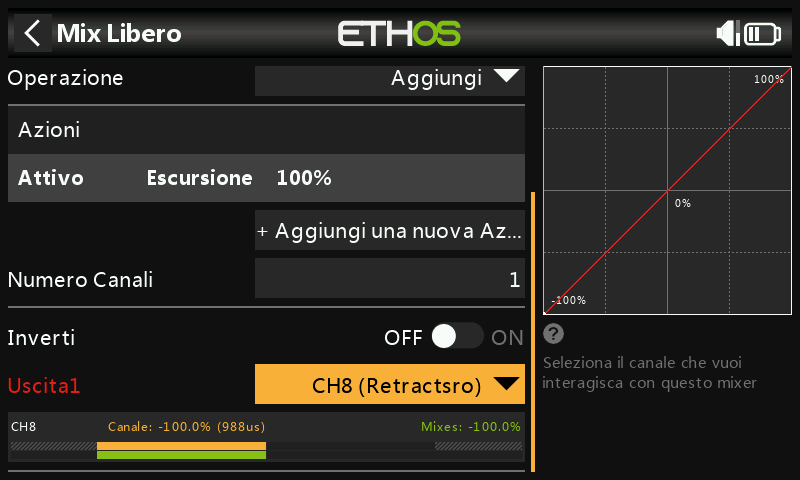 Mix Libero
ETHOS
Operazione
Aggiungi
Azioni
Attivo Escursione 100%
+ Aggiungi una nuova Az...
Numero Canali
1
Inverti
OFF ON
Uscita1
CH8 (Retractsro)
CH8 Canale: -100.0% (988us) Mixes: -100.0%
100%
0%
-100%
?
Seleziona il canale che vuoi
interagisca con questo mixer